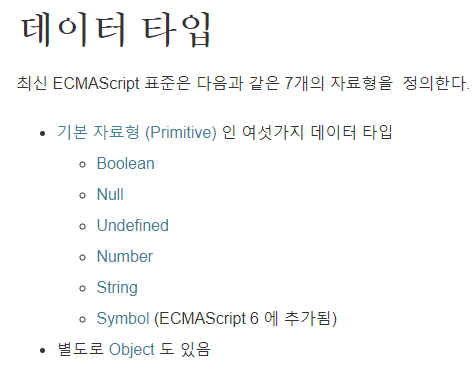 데이터 타입
최신 ECMAScript 표준은 다음과 같은 7개의 자료형을 정의한다.
기본 자료형 (Primitive) 인 여섯가지 데이터 타입
Boolean
Null
Undefined
Number
String
Symbol (ECMAScript 6 에 추가됨)
별도로 Object 도 있음